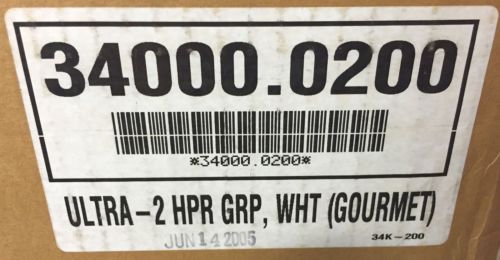 34000.0200
*34000.0200*
ULTRA-2 HPR GRP, WHT (GOURMET)
JUN 14 2005
34K-200